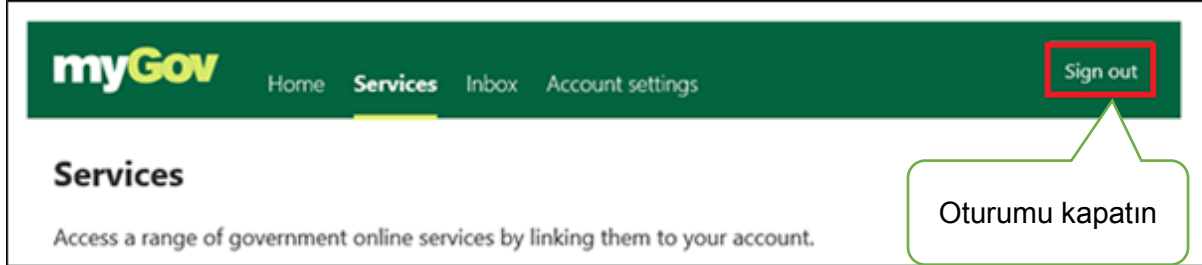 myGov
Home Services Inbox Account settings
Sign out
Services
Oturumu kapatın
Access a range of government online services by linking them to your account.